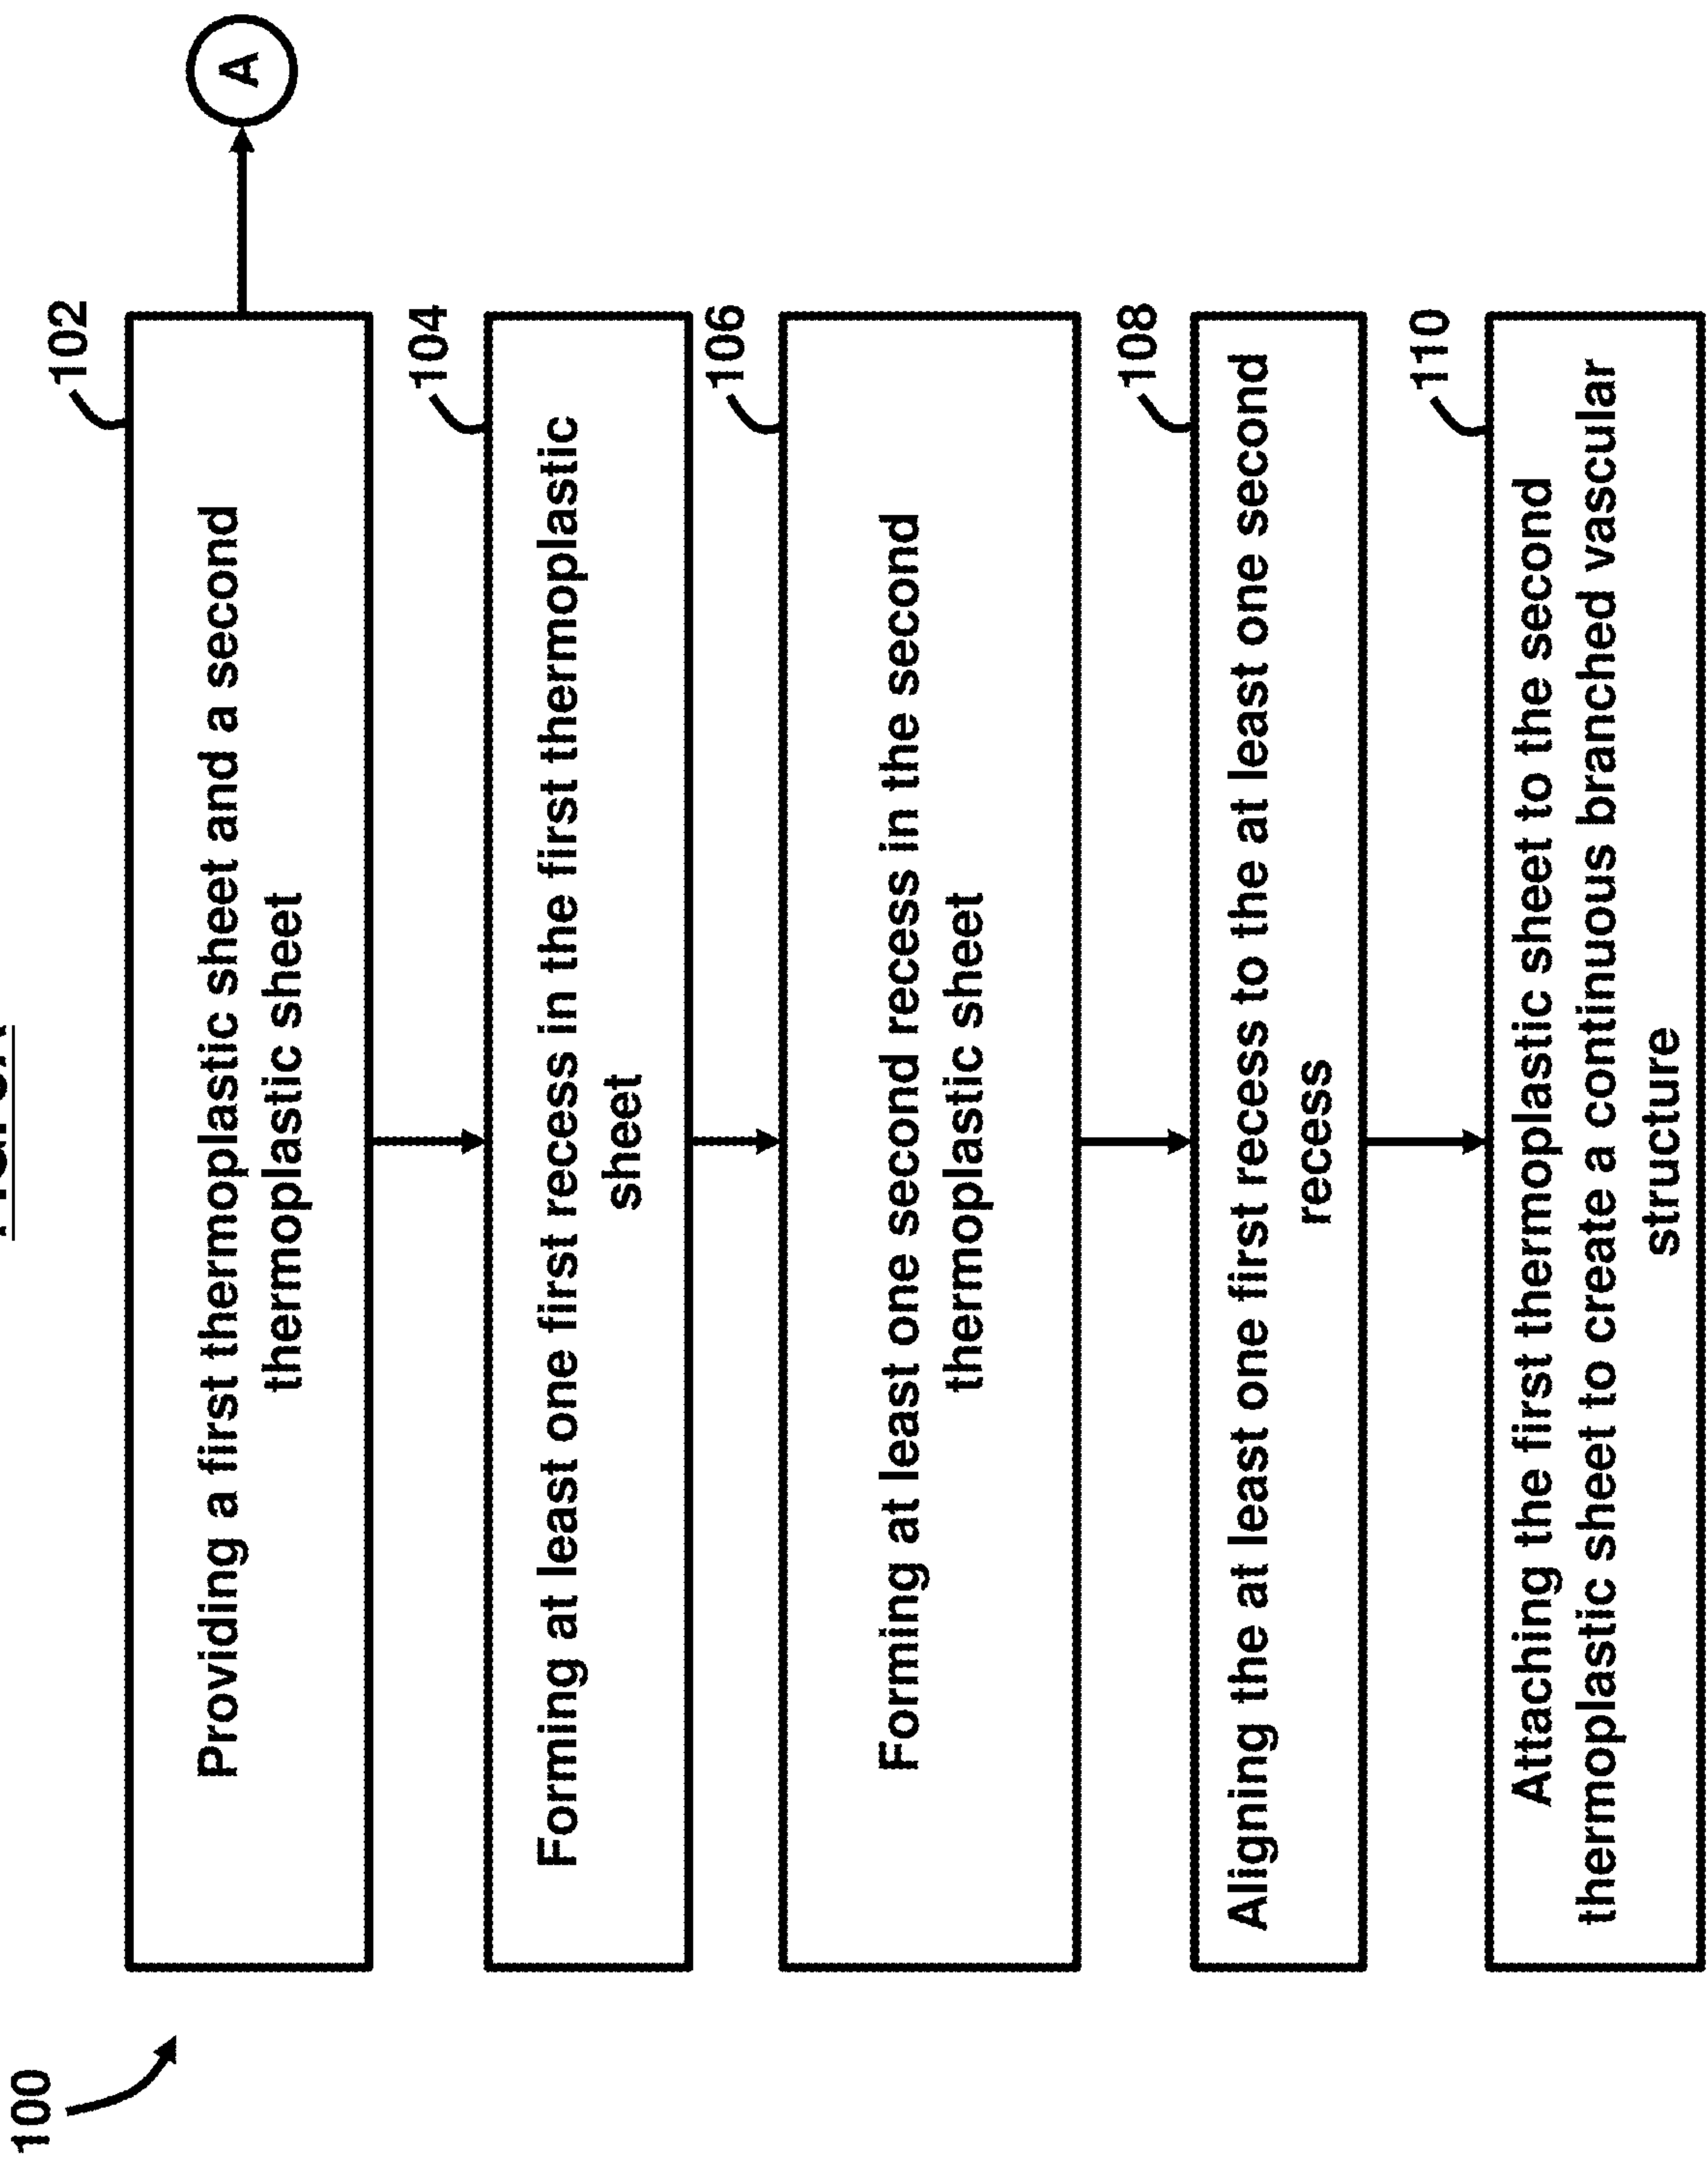 100
102
Providing a first thermoplastic sheet and a second
thermoplastic sheet
A
104
Forming at least one first recess in the first thermoplastic
sheet
106
Forming at least one second recess in the second
thermoplastic sheet
108
Aligning the at least one first recess to the at least one second
recess
110
Attaching the first thermoplastic sheet to the second
thermoplastic sheet to create a continuous branched vascular
structure